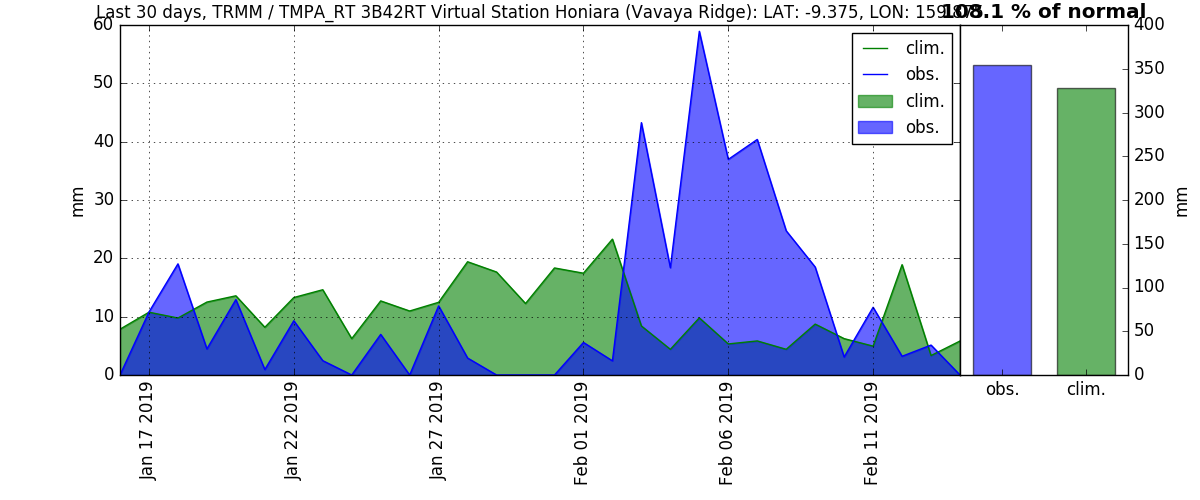 Last 30 days, TRMM / TMPA_RT 3B42RT Virtual Station Honiara (Vavaya Ridge): LAT: -9.375, LON:
108.1 % of normal
60
50
40
30
20
10
0
mm
clim.
obs.
clim.
obs.
Jan 17 2019
Jan 22 2019
Jan 27 2019
Feb 01 2019
Feb 06 2019
Feb 11 2019
400
350
300
250
200
150
100
50
0
mm
obs.
clim.